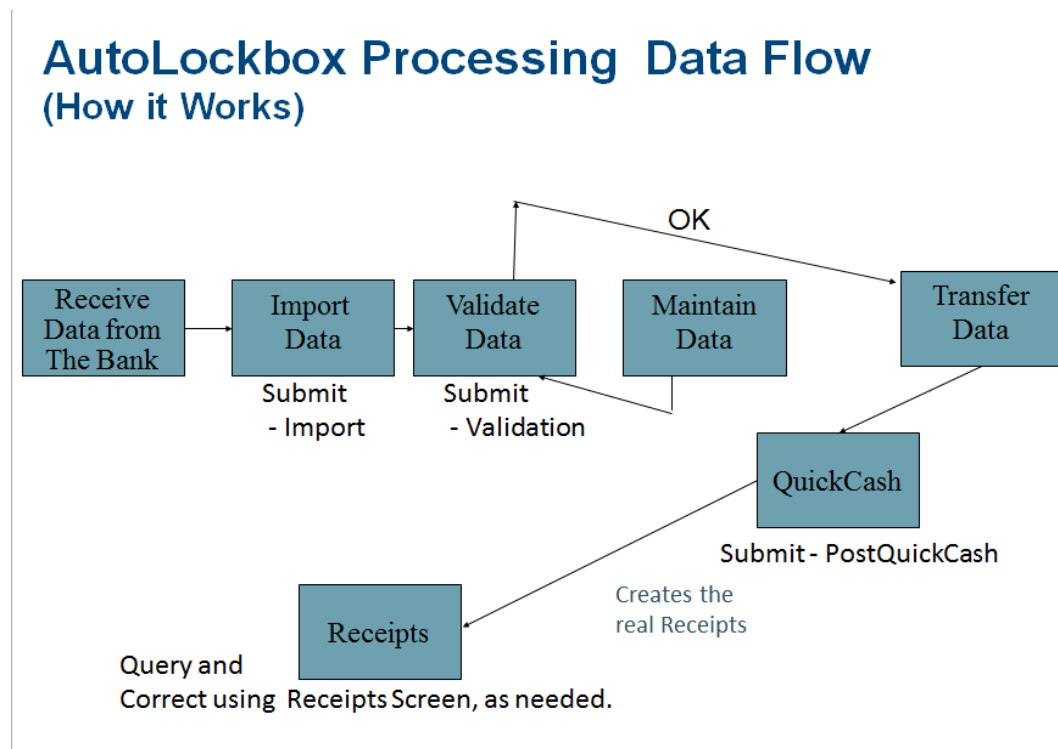 AutoLockbox Processing Data Flow
(How it Works)
OK
Receive
Data from
The Bank
Import
Data
Validate
Data
Maintain
Data
Transfer
Data
Submit
- Import
Submit
- Validation
QuickCash
Submit - PostQuickCash
Creates the
real Receipts
Receipts
Query and
Correct using Receipts Screen, as needed.